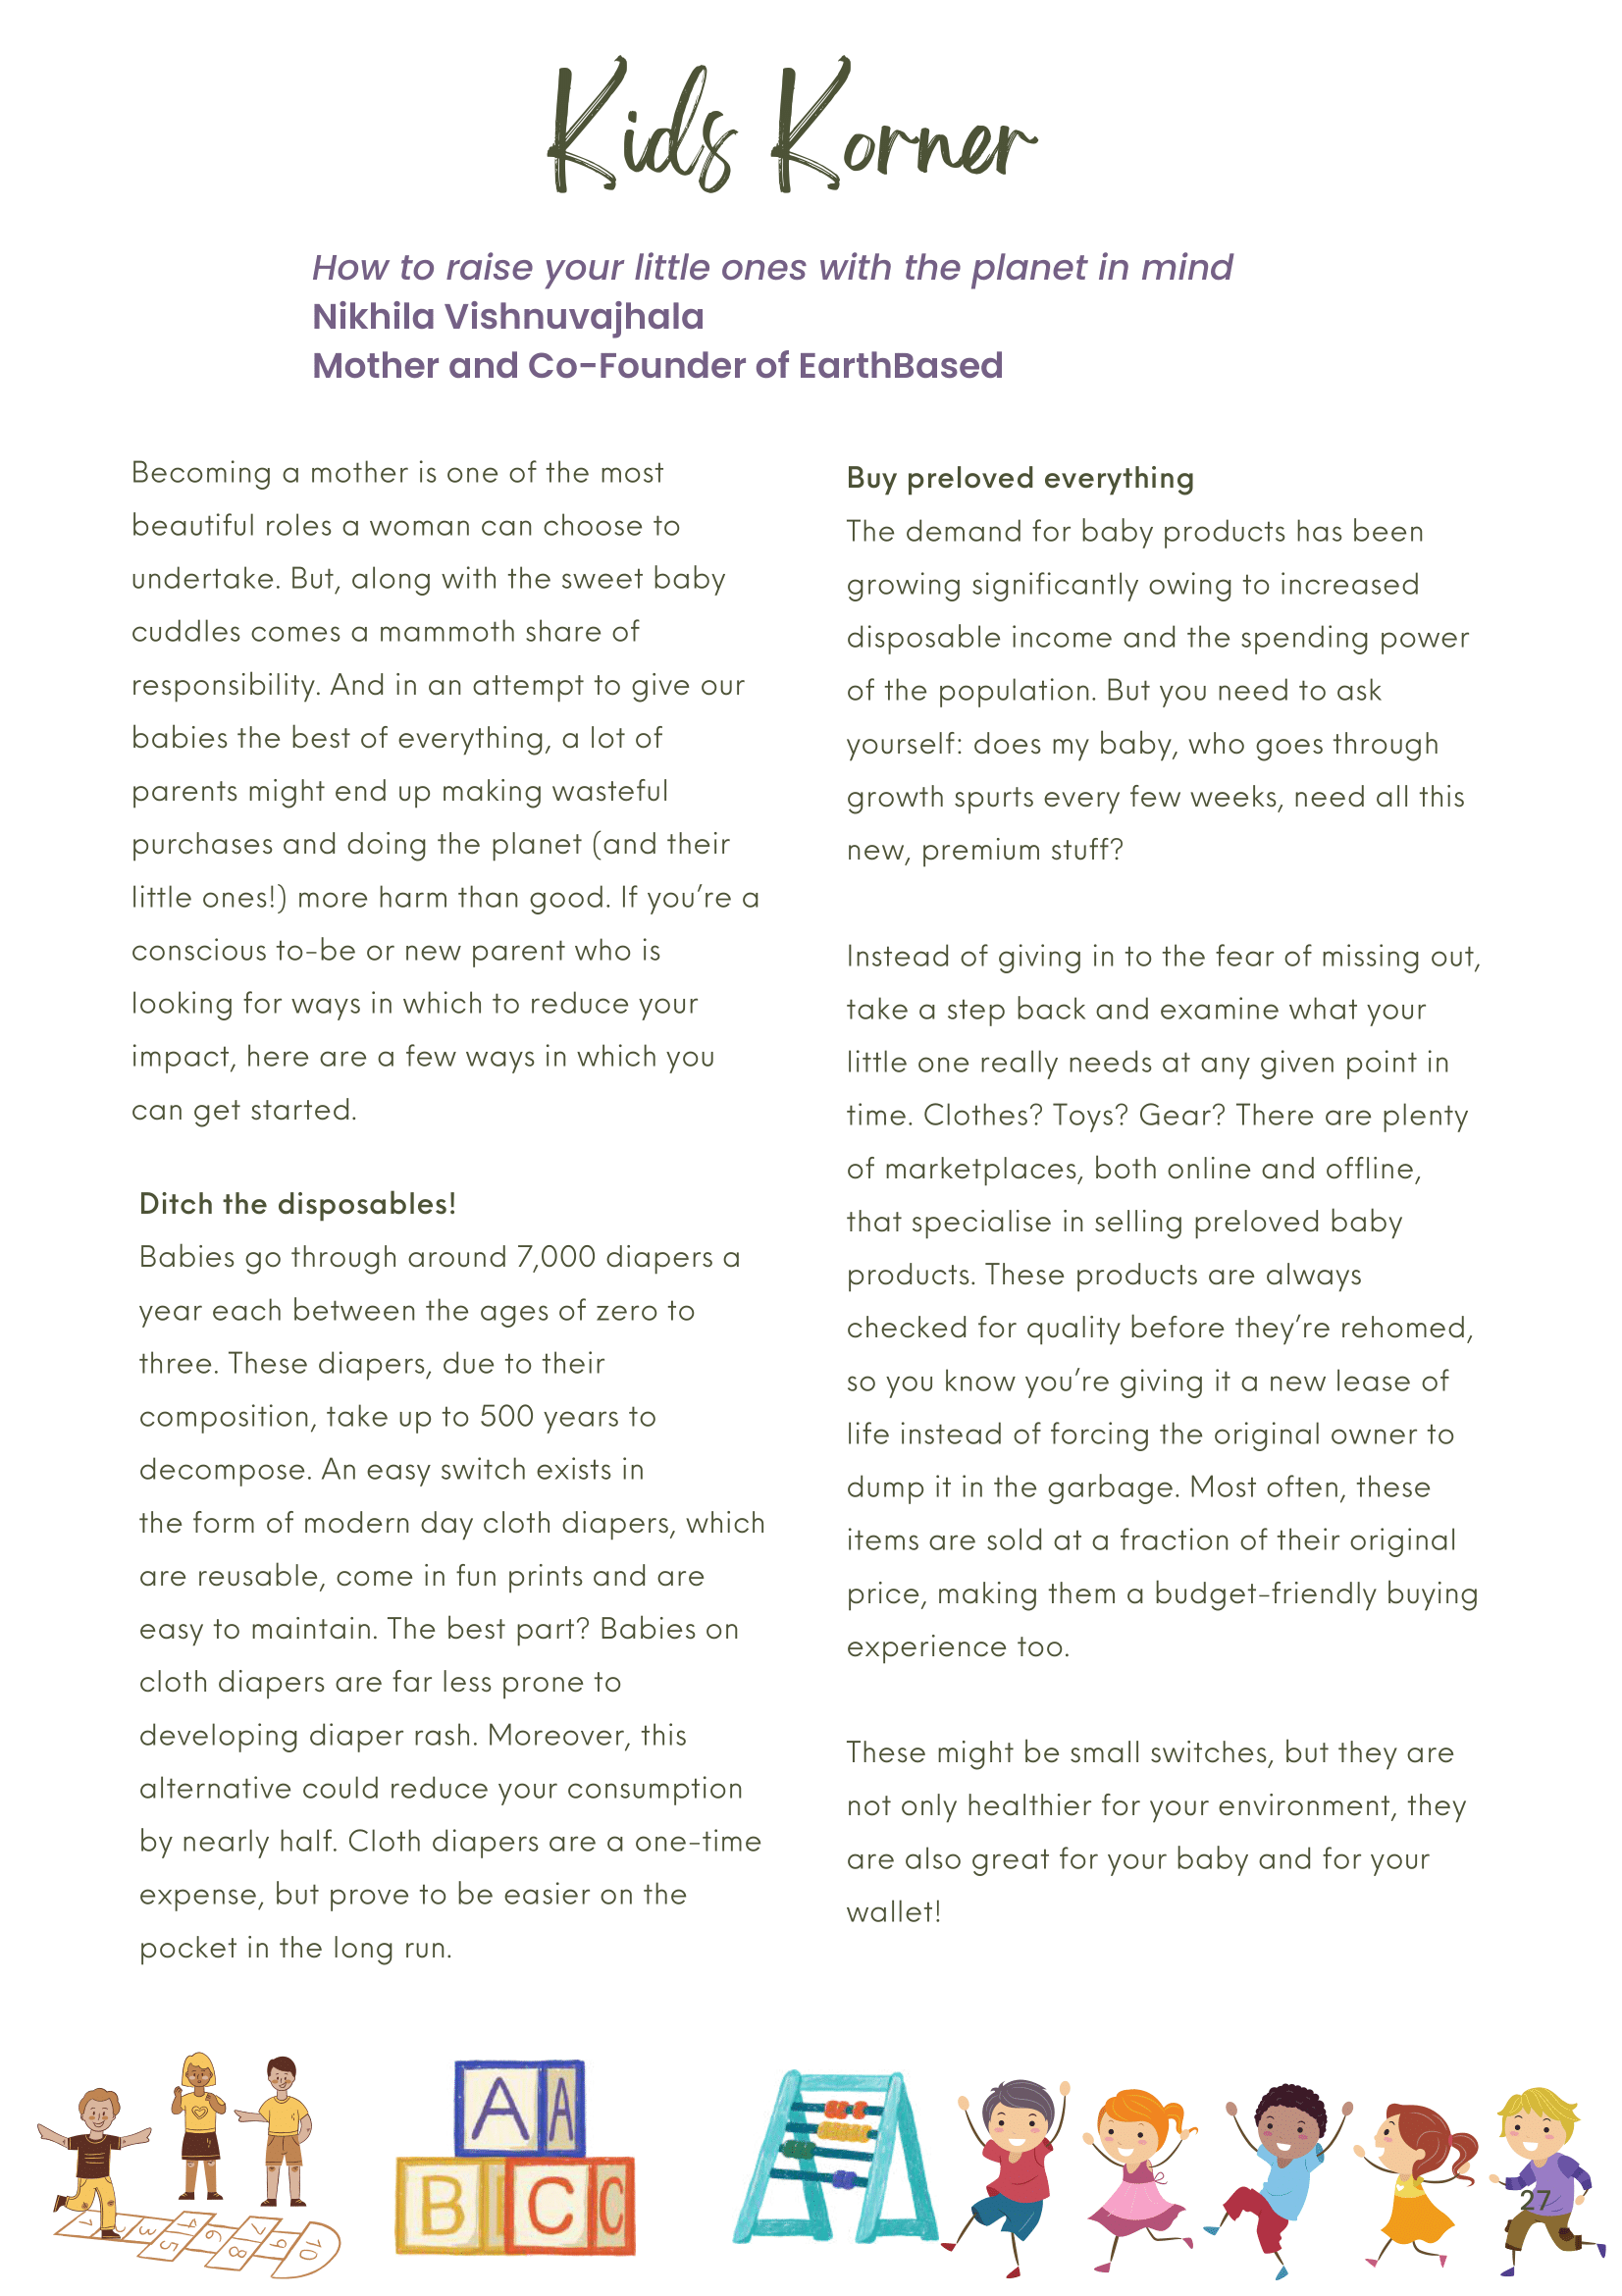 Kids Korner
How to raise your little ones with the planet in mind
Nikhila Vishnuvajhala
Mother and Co-Founder of EarthBased
Becoming a mother is one of the most
beautiful roles a woman can choose to
undertake. But, along with the sweet baby
cuddles comes a mammoth share of
responsibility. And in an attempt to give our
babies the best of everything, a lot of
parents might end up making wasteful
purchases and doing the planet (and their
little ones!) more harm than good. If you’re a
conscious to-be or new parent who is
looking for ways in which to reduce your
impact, here are a few ways in which you
can get started.
Ditch the disposables!
Babies go through around 7,000 diapers a
year each between the ages of zero to
three. These diapers, due to their
composition, take up to 500 years to
decompose. An easy switch exists in
the form of modern day cloth diapers, which
are reusable, come in fun prints and are
easy to maintain. The best part? Babies on
cloth diapers are far less prone to
developing diaper rash. Moreover, this
alternative could reduce your consumption
by nearly half. Cloth diapers are a one-time
expense, but prove to be easier on the
pocket in the long run.
Buy preloved everything
The demand for baby products has been
growing significantly owing to increased
disposable income and the spending power
of the population. But you need to ask
yourself: does my baby, who goes through
growth spurts every few weeks, need all this
new, premium stuff?
Instead of giving in to the fear of missing out,
take a step back and examine what your
little one really needs at any given point in
time. Clothes? Toys? Gear? There are plenty
of marketplaces, both online and offline,
that specialise in selling preloved baby
products. These products are always
checked for quality before they’re rehomed,
so you know you’re giving it a new lease of
life instead of forcing the original owner to
dump it in the garbage. Most often, these
items are sold at a fraction of their original
price, making them a budget-friendly buying
experience too.
These might be small switches, but they are
not only healthier for your environment, they
are also great for your baby and for your
wallet!
1 2 3 4 5 6 7 8 9 10
A A
B C C
27